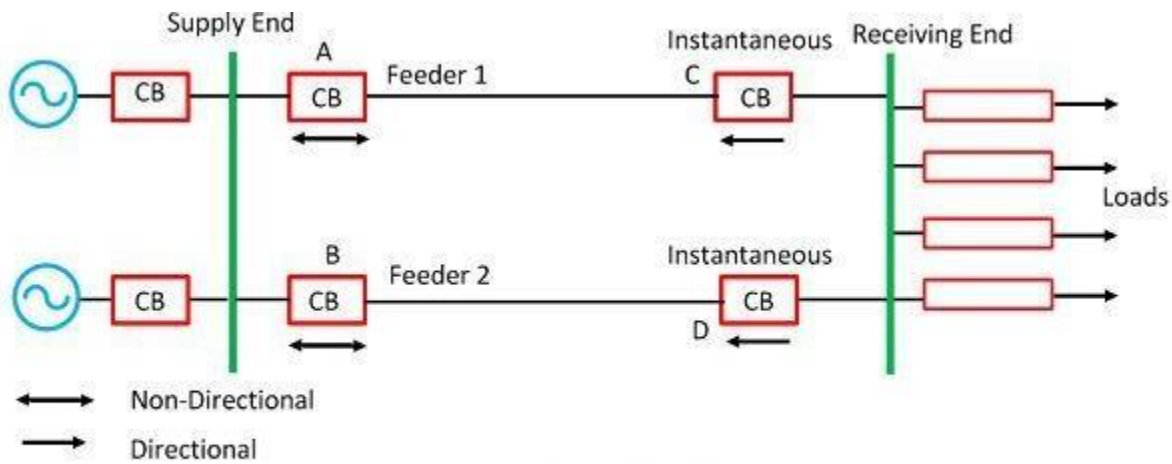 Supply End
Instantaneous
Receiving End
A
Feeder 1
C
CB
CB
CB
Loads
B
Feeder 2
Instantaneous
CB
CB
CB
D
Non-Directional
Directional